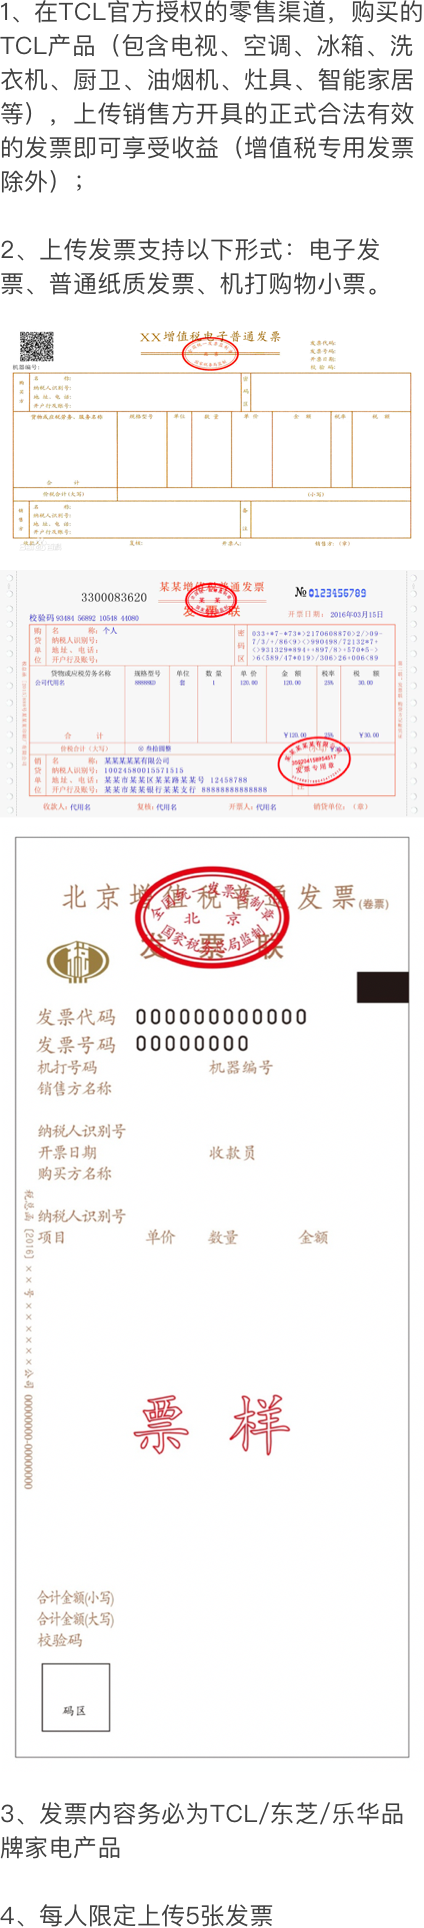 1、在TCL官方授权的零售渠道，购买的
TCL产品（包含电视、空调、冰箱、洗
衣机、厨卫、油烟机、灶具、智能家居
等），上传销售方开具的正式合法有效
的发票即可享受收益（增值税专用发票
除外）；
2、上传发票支持以下形式：电子发
票、普通纸质发票、机打购物小票。
XX增值税电子普通发票
发票代码:
发票号码:
开票日期:
校验码:
机器编号:
购买方
名称:
纳税人识别号:
地址、电话:
开户行及账号:
密码区
货物或应税劳务、服务名称 规格型号 单位 数量 单价 金额 税率 税额
合计
价税合计(大写) (小写)
销售方
名称:
纳税人识别号:
地址、电话:
开户行及账号:
备注
收款人: 复核: 开票人: 销售方:（章）
3300083620
某某增值税普通发票
发票联
№0123456789
开票日期: 2016年03月15日
校验码 93484 56892 10548 44080
购货单位
名称: 个人
纳税人识别号:
地址、电话:
开户行及账号:
密码区
033+*7-*73*>2170608870>2/>09-
7/3/+/86<9><>990498/72132*7+
<>931329*894++897/8+>570*5->
>6<589/47*019>/306>26+006<89
货物或应税劳务名称 规格型号 单位 数量 单价 金额 税率 税额
公司代用名 88888K3 套 1 120.00 120.00 25% 30.00
合计 ¥120.00 25% ¥30.00
价税合计（大写） ⊗ 叁拾圆整 (小写)
销货单位
名称: 某某某某某有限公司
纳税人识别号: 10024580015571515
地址、电话: 某某市某某区某某路某某号 12458788
开户行及账号: 某某市某某银行某某支行 88888888888888
发票专用章
收款人: 代用名 复核: 代用名 开票人: 代用名 销货单位:（章）
北京增值税普通发票(卷票)
发票联
全国统一发票监制章
北京
国家税务总局监制
发票代码 000000000000
发票号码 00000000
机打号码 机器编号
销售方名称
纳税人识别号
开票日期 收款员
购买方名称
纳税人识别号
项目 单价 数量 金额
票样
合计金额(小写)
合计金额(大写)
校验码
码区
3、发票内容务必为TCL/东芝/乐华品
牌家电产品
4、每人限定上传5张发票